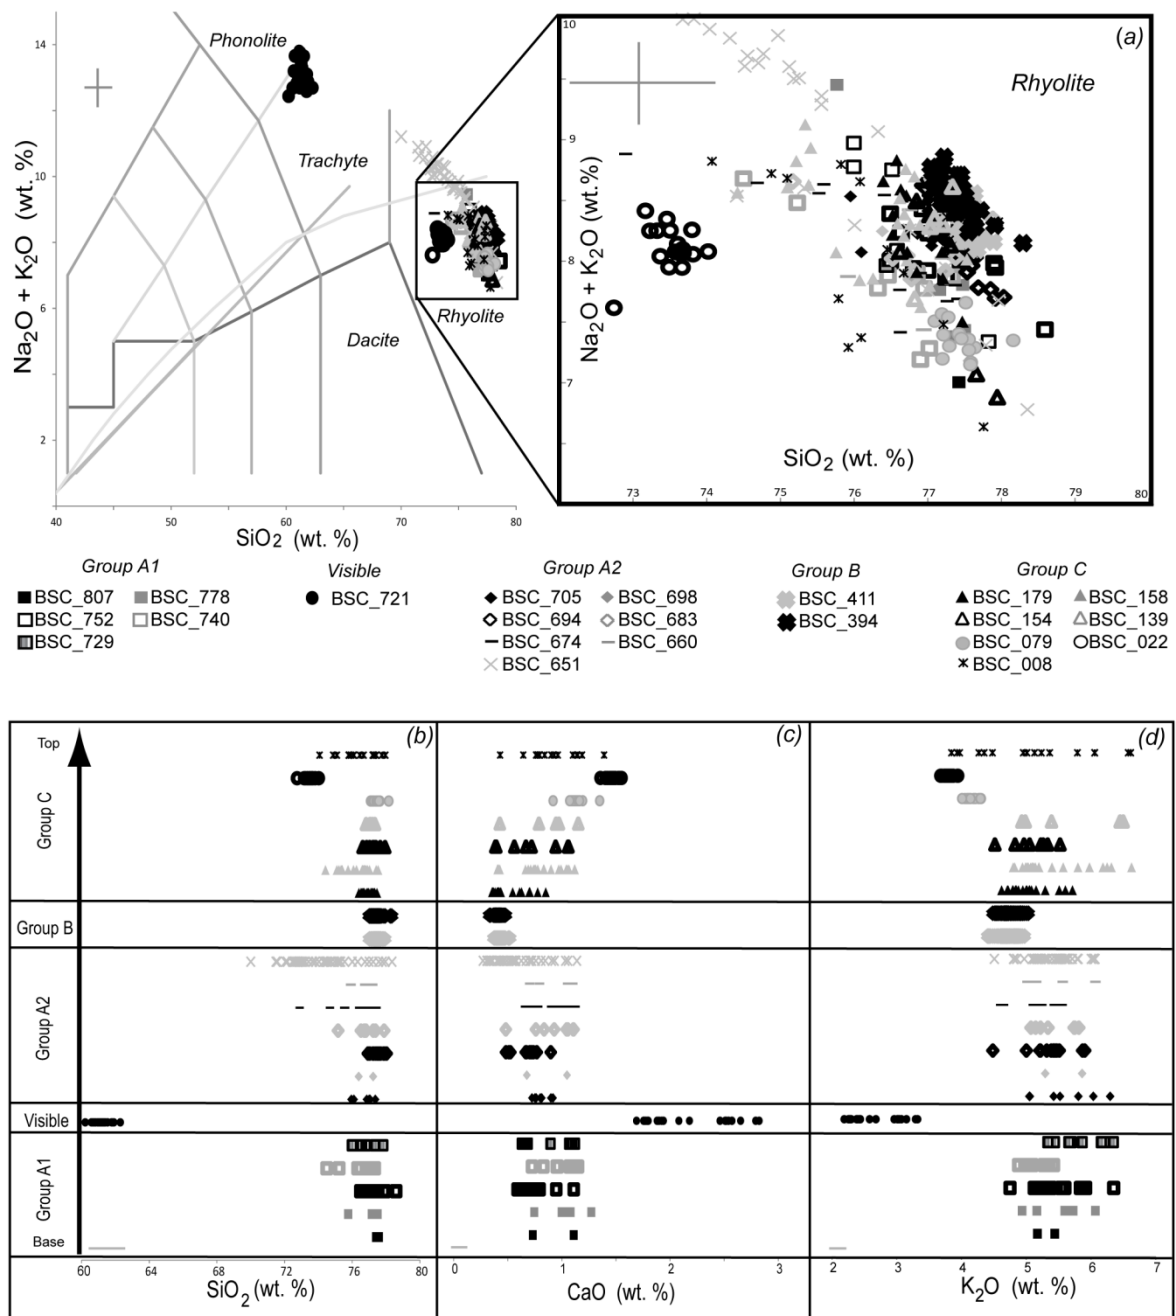 14
10
6
2
Na2O + K2O (wt. %)
Phonolite
Trachyte
Dacite
Rhyolite
40
50
60
70
80
SiO2 (wt. %)
10
9
8
7
Na2O + K2O (wt. %)
(a)
Rhyolite
SiO2 (wt. %)
73
74
75
76
77
78
79
80
Group A1
BSC_807 BSC_778
BSC_752 BSC_740
BSC_729
Visible
BSC_721
Group A2
BSC_705 BSC_698
BSC_694 BSC_683
BSC_674 BSC_660
BSC_651
Group B
BSC_411
BSC_394
Group C
BSC_179 BSC_158
BSC_154 BSC_139
BSC_079 BSC_022
BSC_008
Top
(b) (c) (d)
Group C
Group B
Group A2
Visible
Group A1
Base
60 64 68 72 76 80
SiO2 (wt. %)
0 1 2 3
CaO (wt. %)
2 3 4 5 6 7
K2O (wt. %)